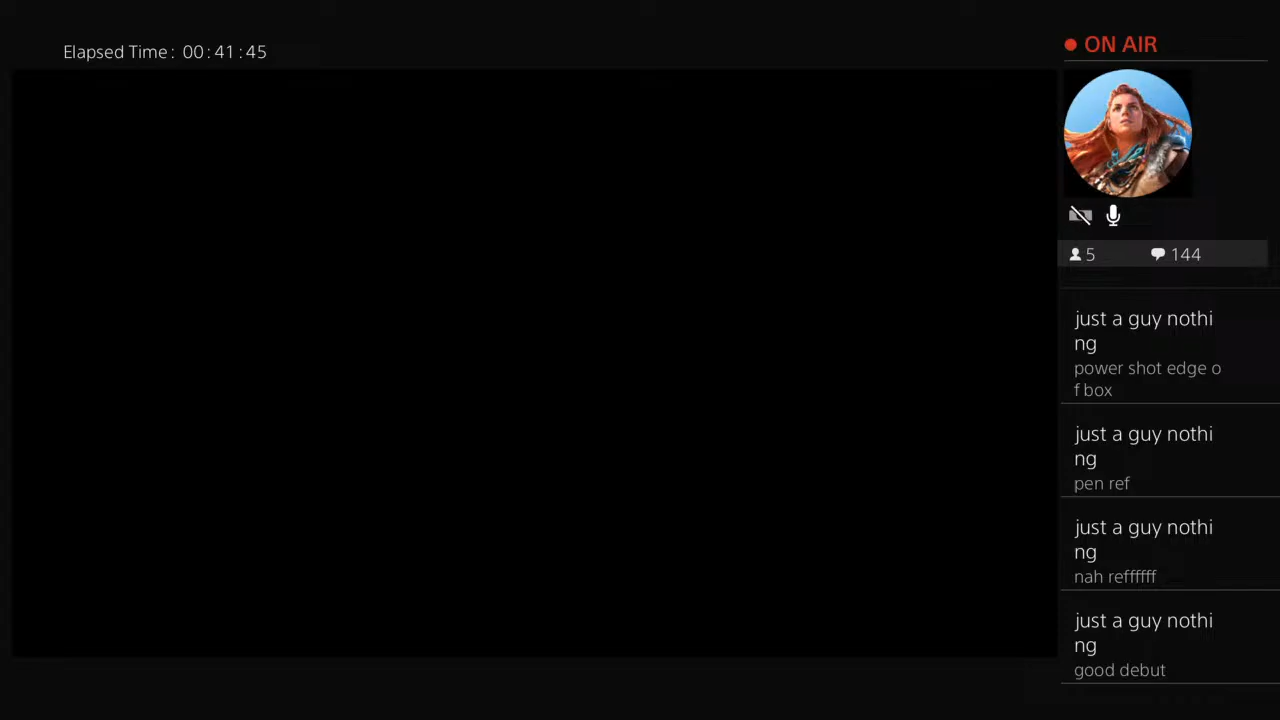 Elapsed Time: 00:41:45
ON AIR
5 144
just a guy nothi
ng
power shot edge o
f box
just a guy nothi
ng
pen ref
just a guy nothi
ng
nah refffffff
just a guy nothi
ng
good debut